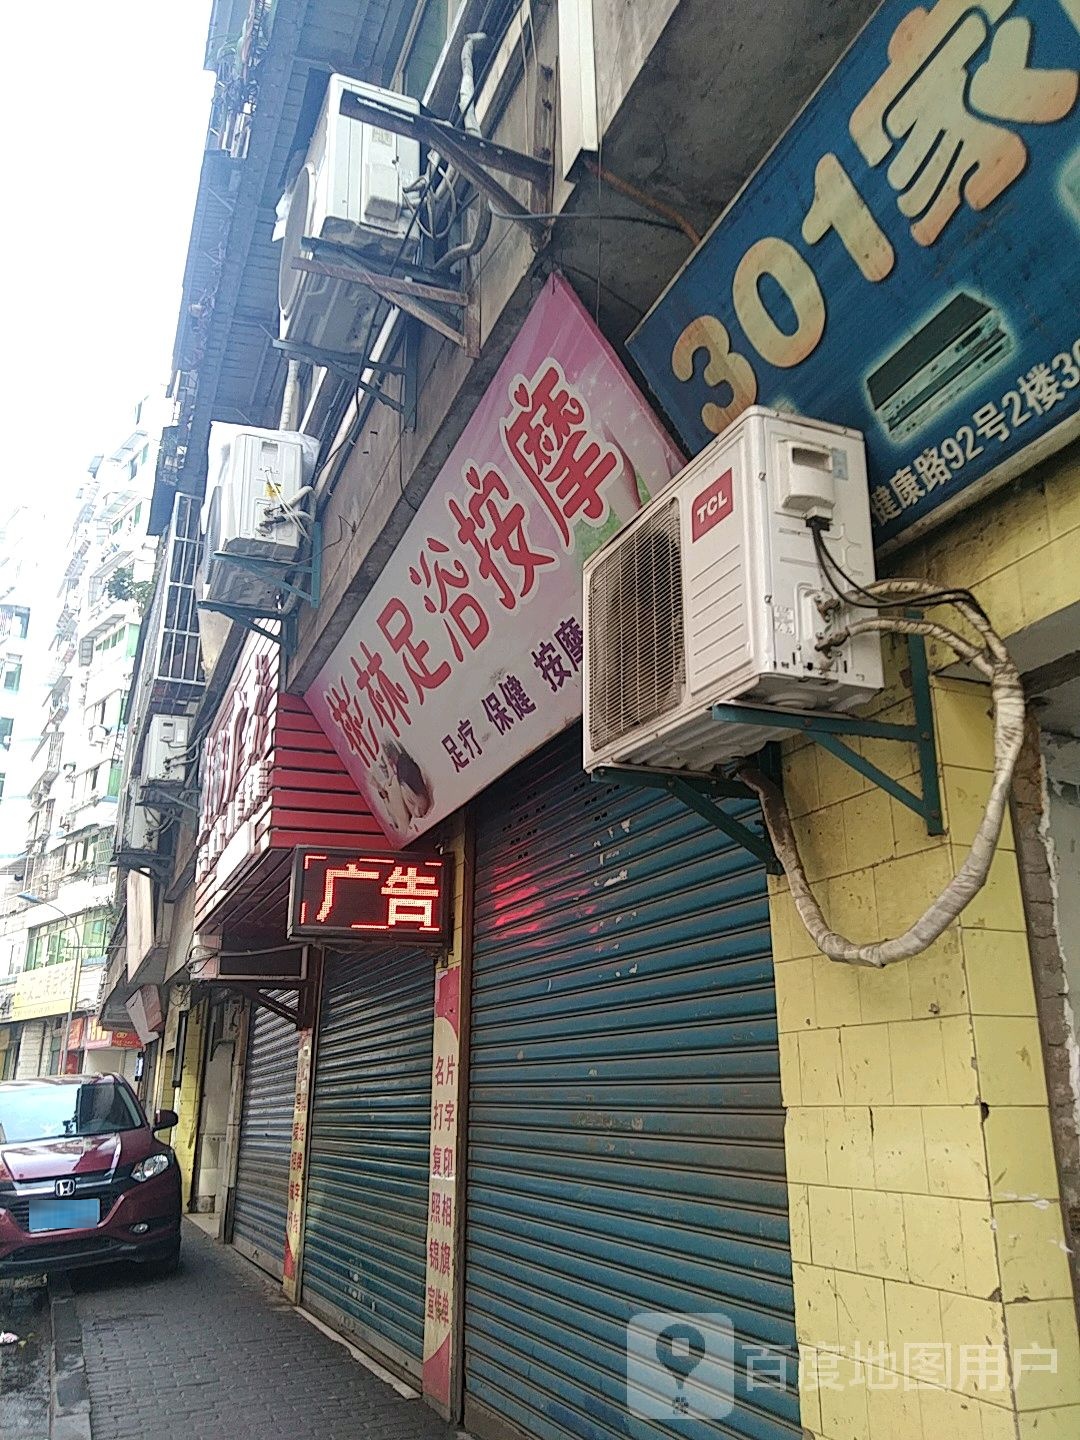 301家
健康路92号2楼30
彬林足浴按摩
足疗 保健 按摩
TCL
广告
名片
打字
复印
照相
锦旗
宣传单
百度地图用户